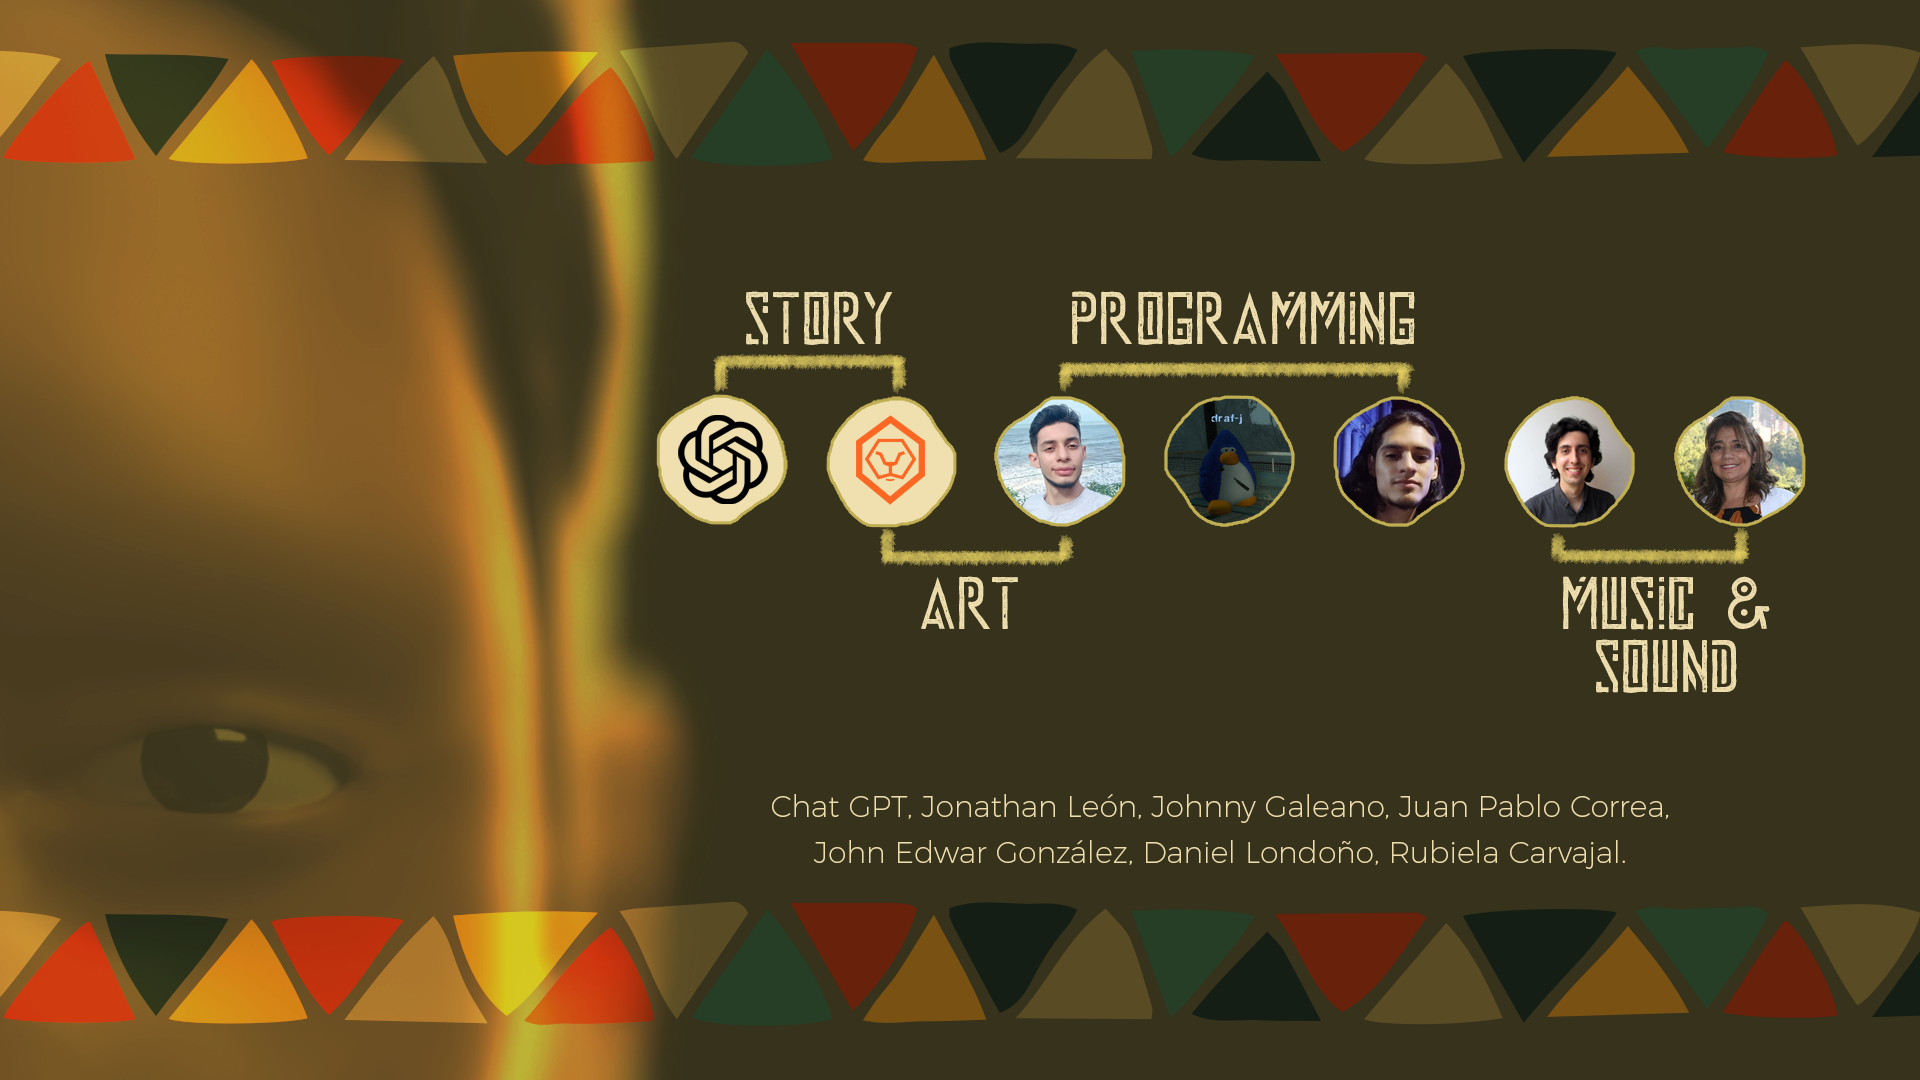 STORY
PROGRAMMING
draf-j
ART
MUSIC &
SOUND
Chat GPT, Jonathan León, Johnny Galeano, Juan Pablo Correa,
John Edwar González, Daniel Londoño, Rubiela Carvajal.